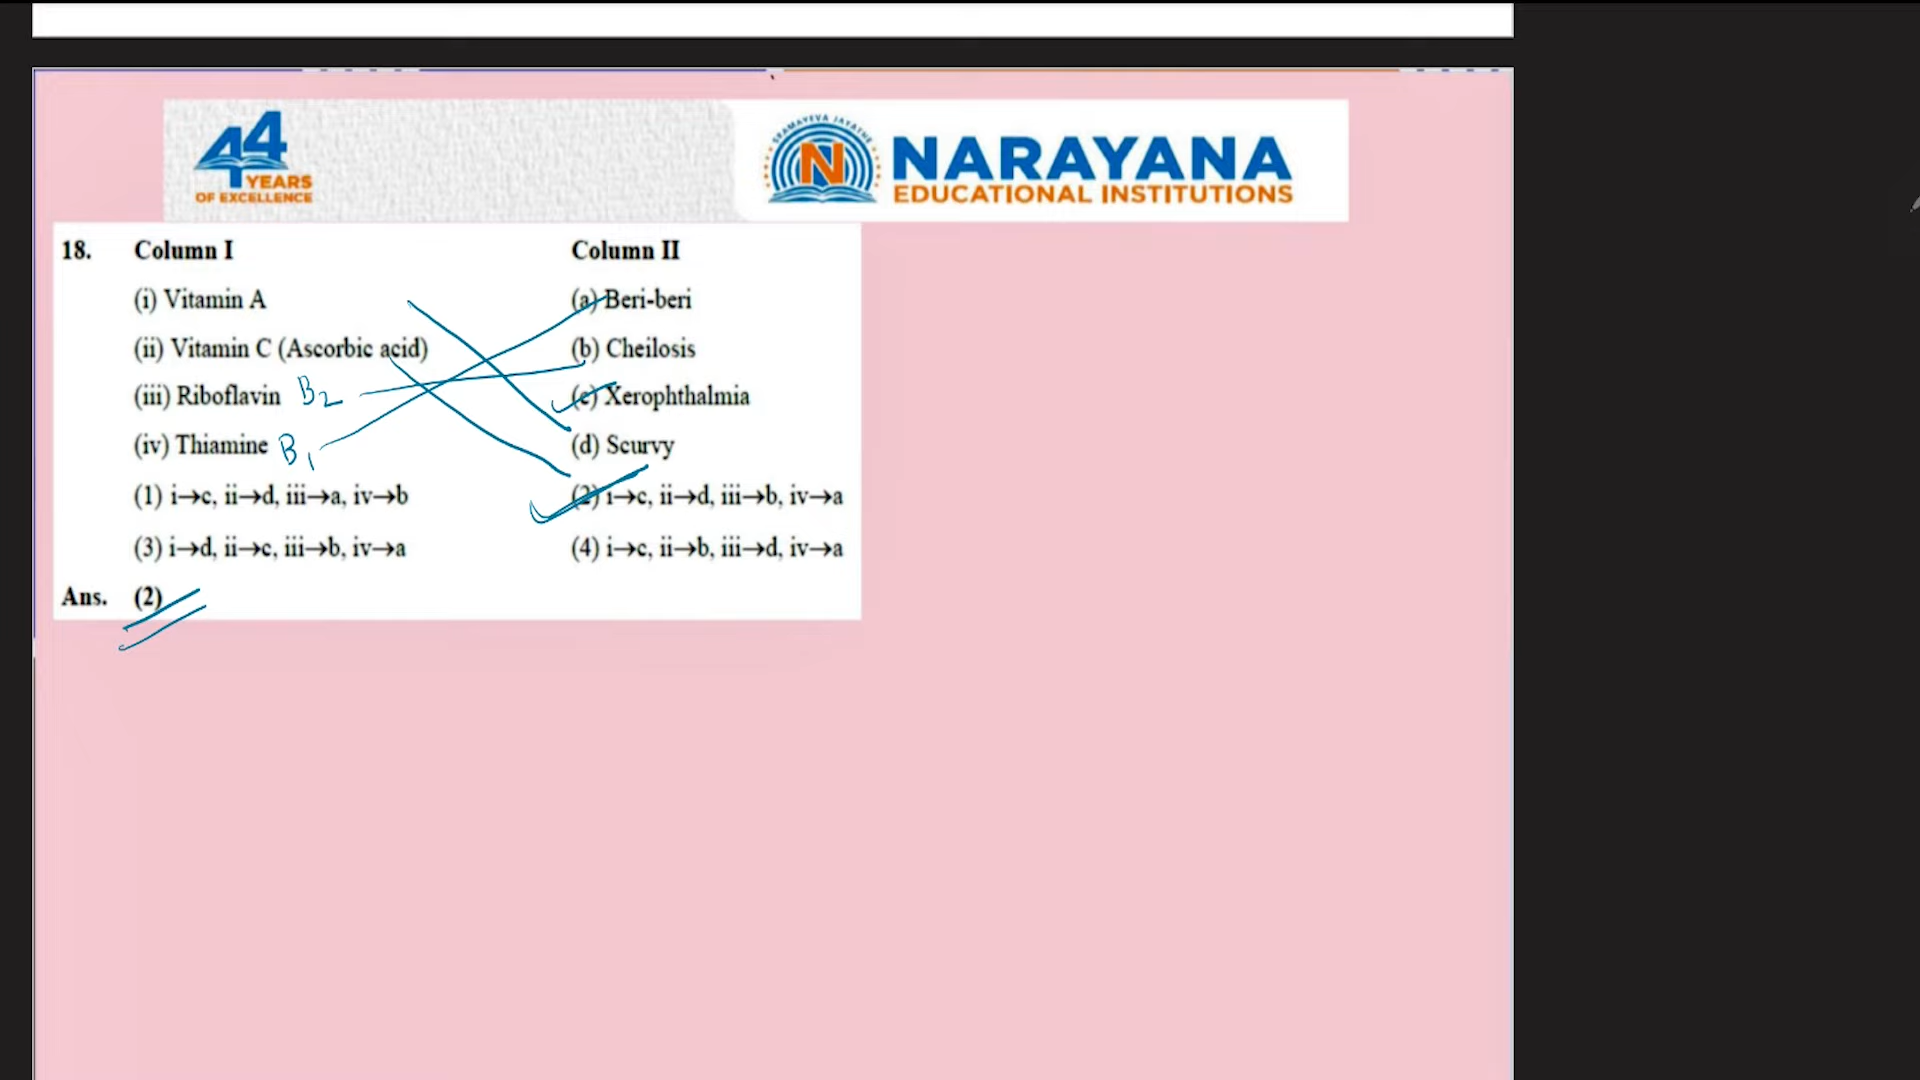 44
YEARS
OF EXCELLENCE
SRAMAYEVA JAYATHE
N
NARAYANA
EDUCATIONAL INSTITUTIONS
18. Column I Column II
(i) Vitamin A (a) Beri-beri
(ii) Vitamin C (Ascorbic acid) (b) Cheilosis
(iii) Riboflavin B2 (c) Xerophthalmia
(iv) Thiamine B1 (d) Scurvy
(1) i→c, ii→d, iii→a, iv→b (2) i→c, ii→d, iii→b, iv→a
(3) i→d, ii→c, iii→b, iv→a (4) i→c, ii→b, iii→d, iv→a
Ans. (2)